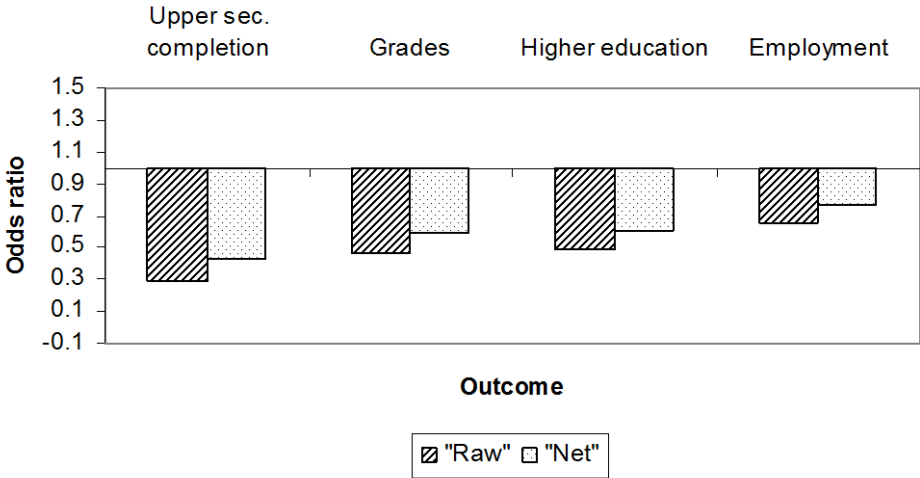 Upper sec.
completion
Grades
Higher education
Employment
1.5
1.3
1.1
0.9
0.7
0.5
0.3
0.1
-0.1
Odds ratio
Outcome
"Raw" "Net"